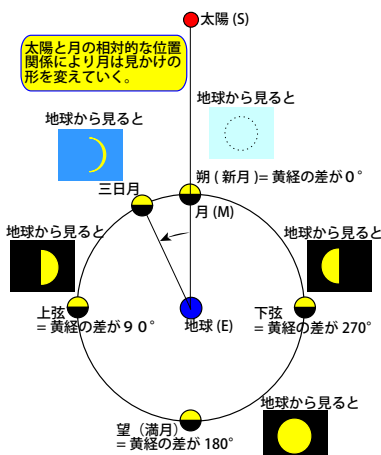 太陽 (S)
太陽と月の相対的な位置
関係により月は見かけの
形を変えていく。
地球から見ると
地球から見ると
三日月
朔 ( 新月 )= 黄経の差が０°
月 (M)
地球から見ると
地球から見ると
上弦
= 黄経の差が９０°
地球 (E)
下弦
= 黄経の差が 270°
地球から見ると
望（満月）
= 黄経の差が 180°